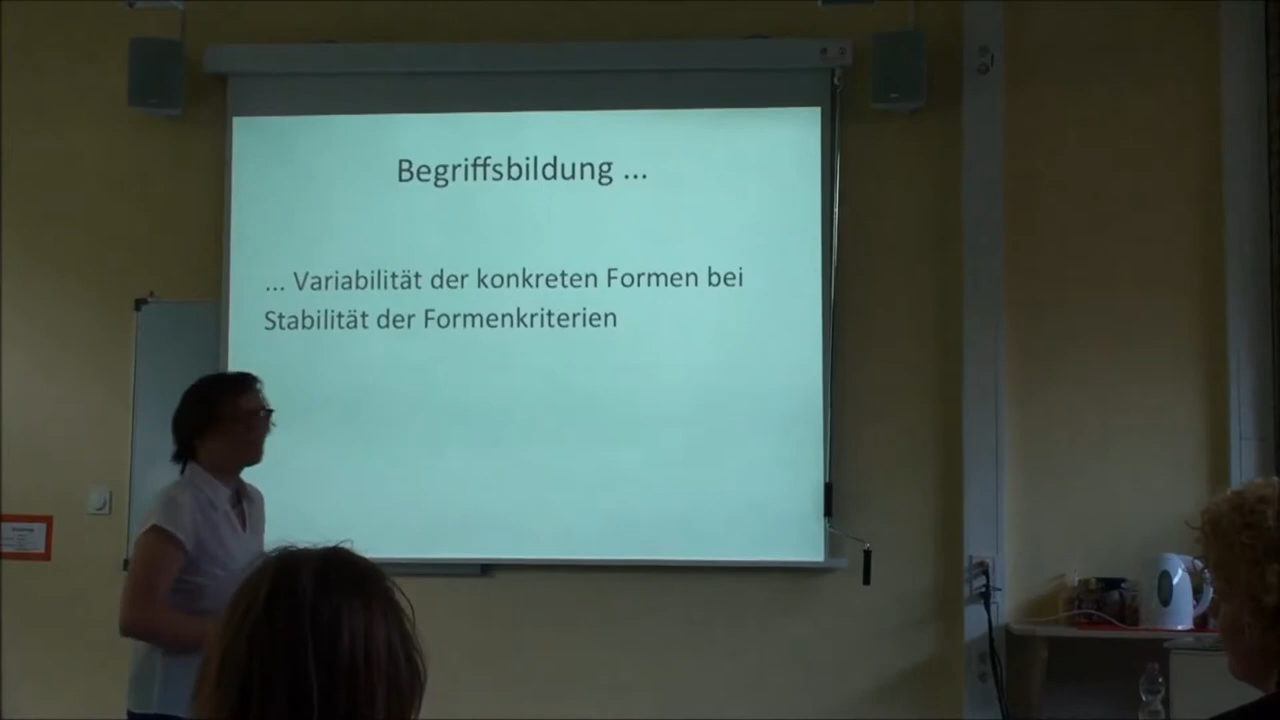 Begriffsbildung ...
... Variabilität der konkreten Formen bei
Stabilität der Formenkriterien